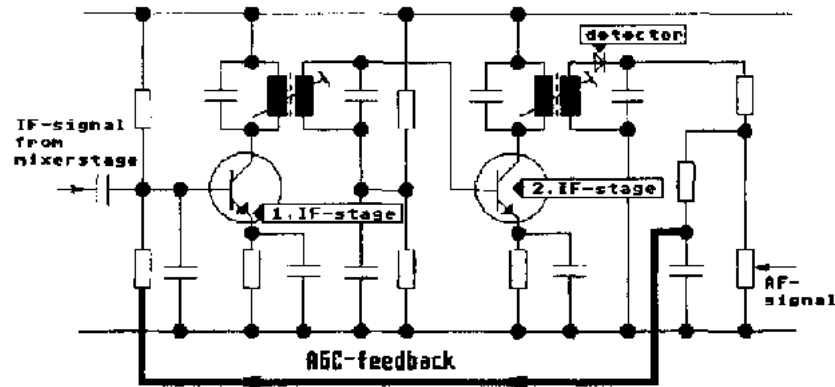 detector
IF-signal
from
mixerstage
1.IF-stage
2.IF-stage
AF-
signal
AGC-feedback